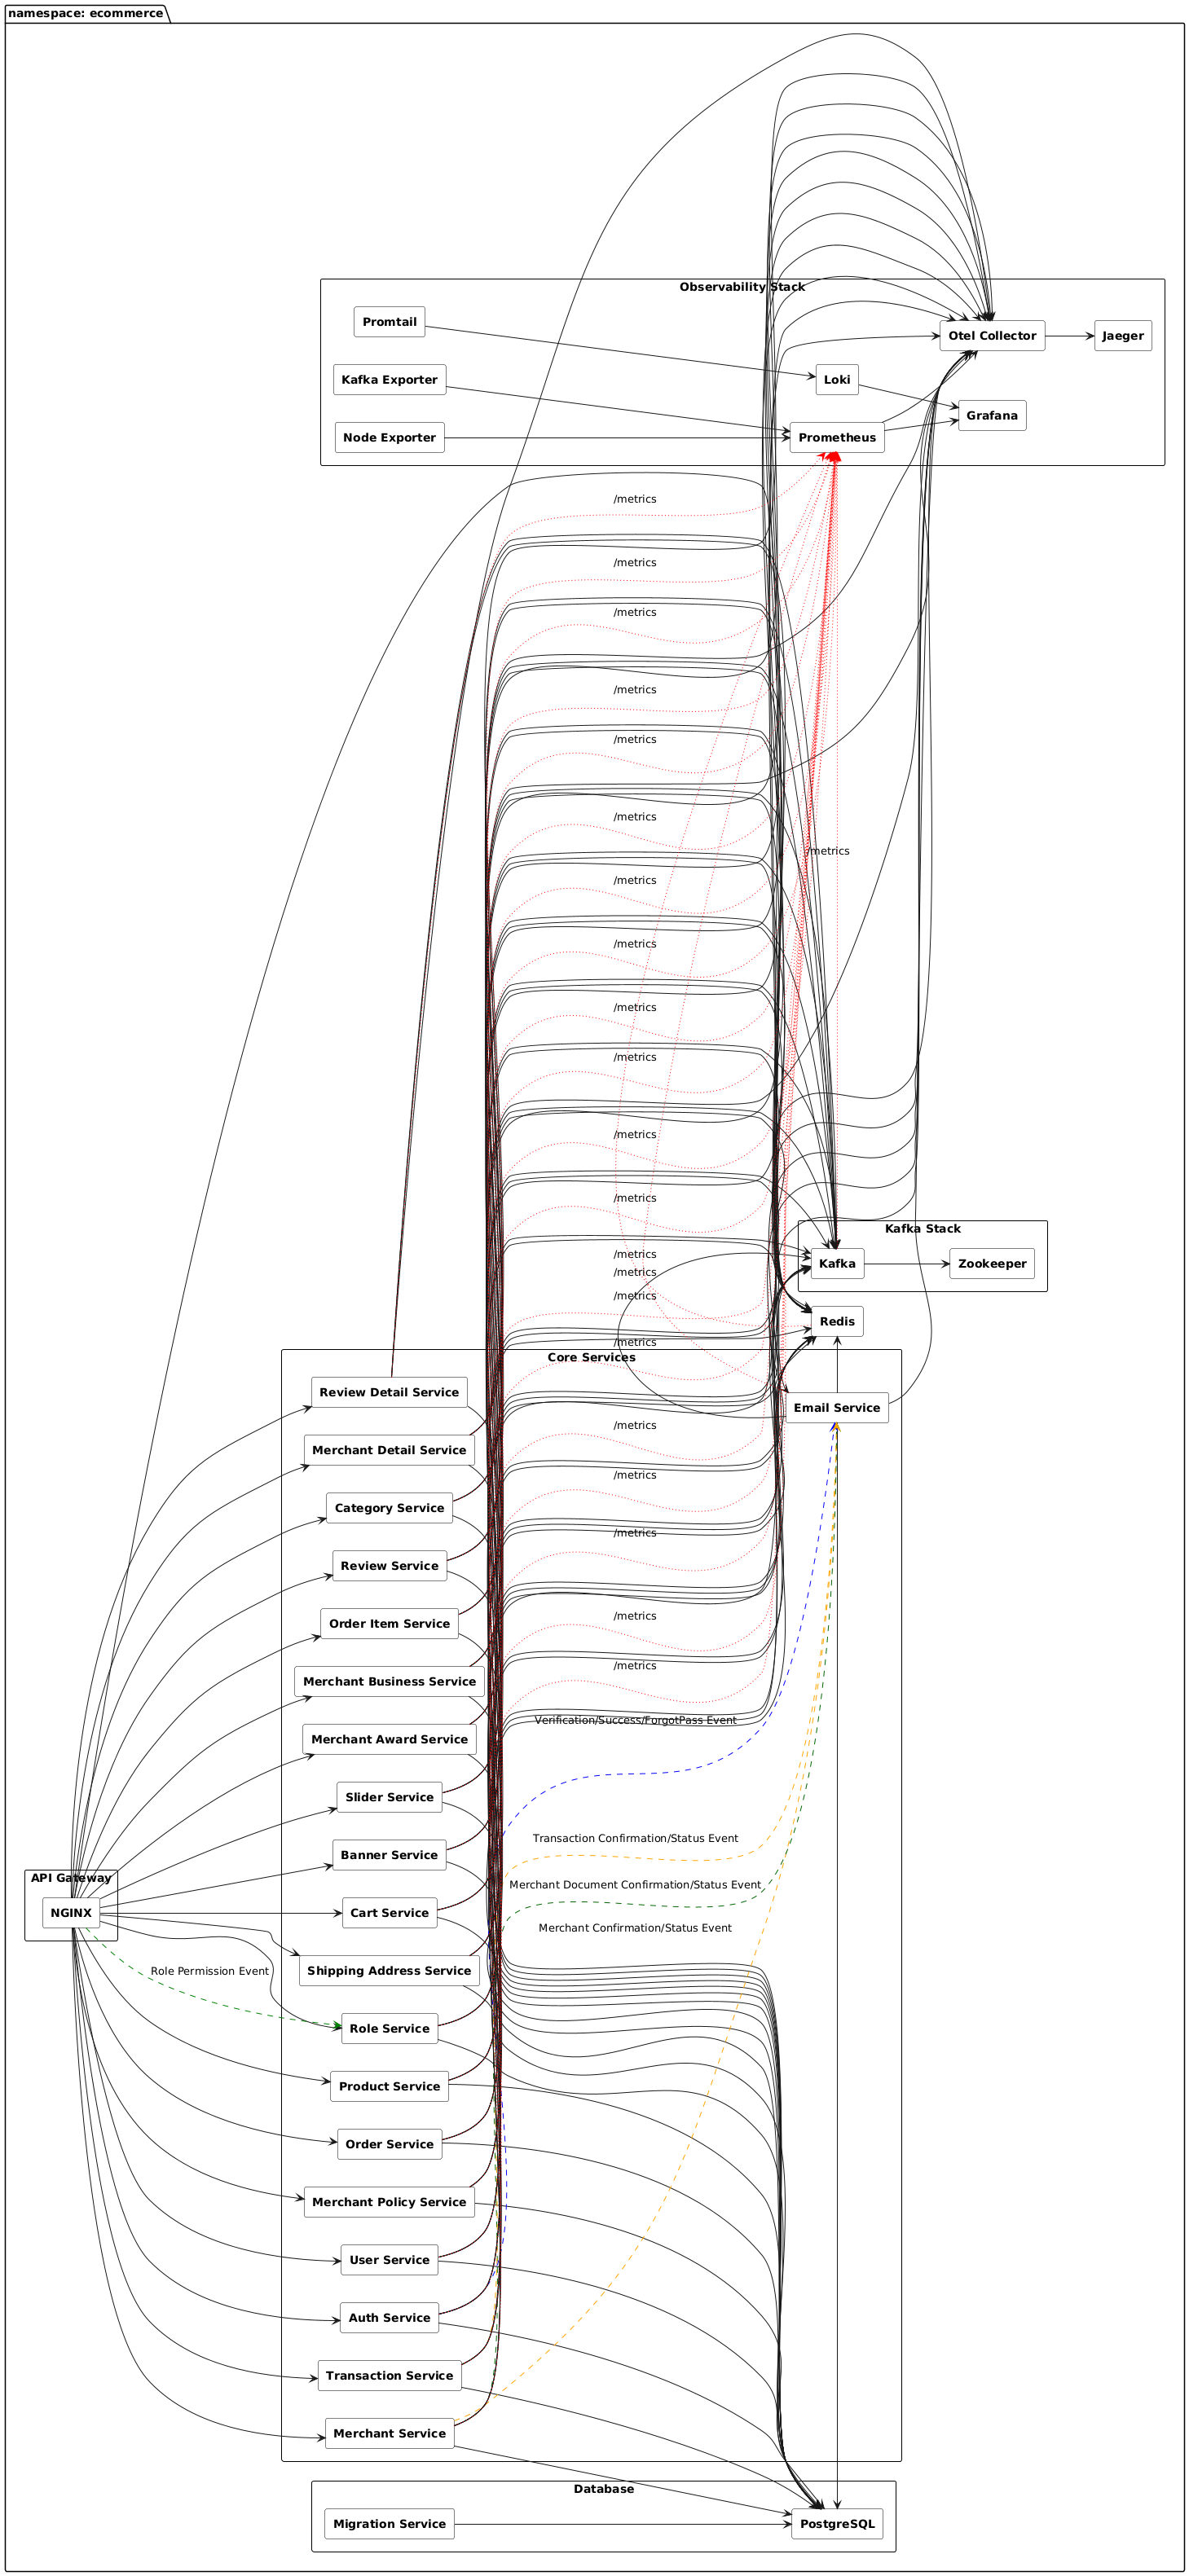 namespace: ecommerce
Observability Stack
Promtail
Otel Collector
Jaeger
Kafka Exporter
Loki
Grafana
Node Exporter
Prometheus
/metrics
/metrics
/metrics
/metrics
/metrics
/metrics
/metrics
/metrics
/metrics
/metrics
/metrics
/metrics
/metrics
Kafka Stack
/metrics
Kafka
Zookeeper
/metrics
/metrics
Redis
/metrics
Core Services
Review Detail Service
Email Service
/metrics
Merchant Detail Service
/metrics
Category Service
/metrics
Review Service
/metrics
Order Item Service
/metrics
Merchant Business Service
Verification/Success/ForgotPass Event
Merchant Award Service
Slider Service
Transaction Confirmation/Status Event
Banner Service
API Gateway
Merchant Document Confirmation/Status Event
NGINX
Cart Service
Merchant Confirmation/Status Event
Role Permission Event
Shipping Address Service
Role Service
Product Service
Order Service
Merchant Policy Service
User Service
Auth Service
Transaction Service
Merchant Service
Database
Migration Service
PostgreSQL